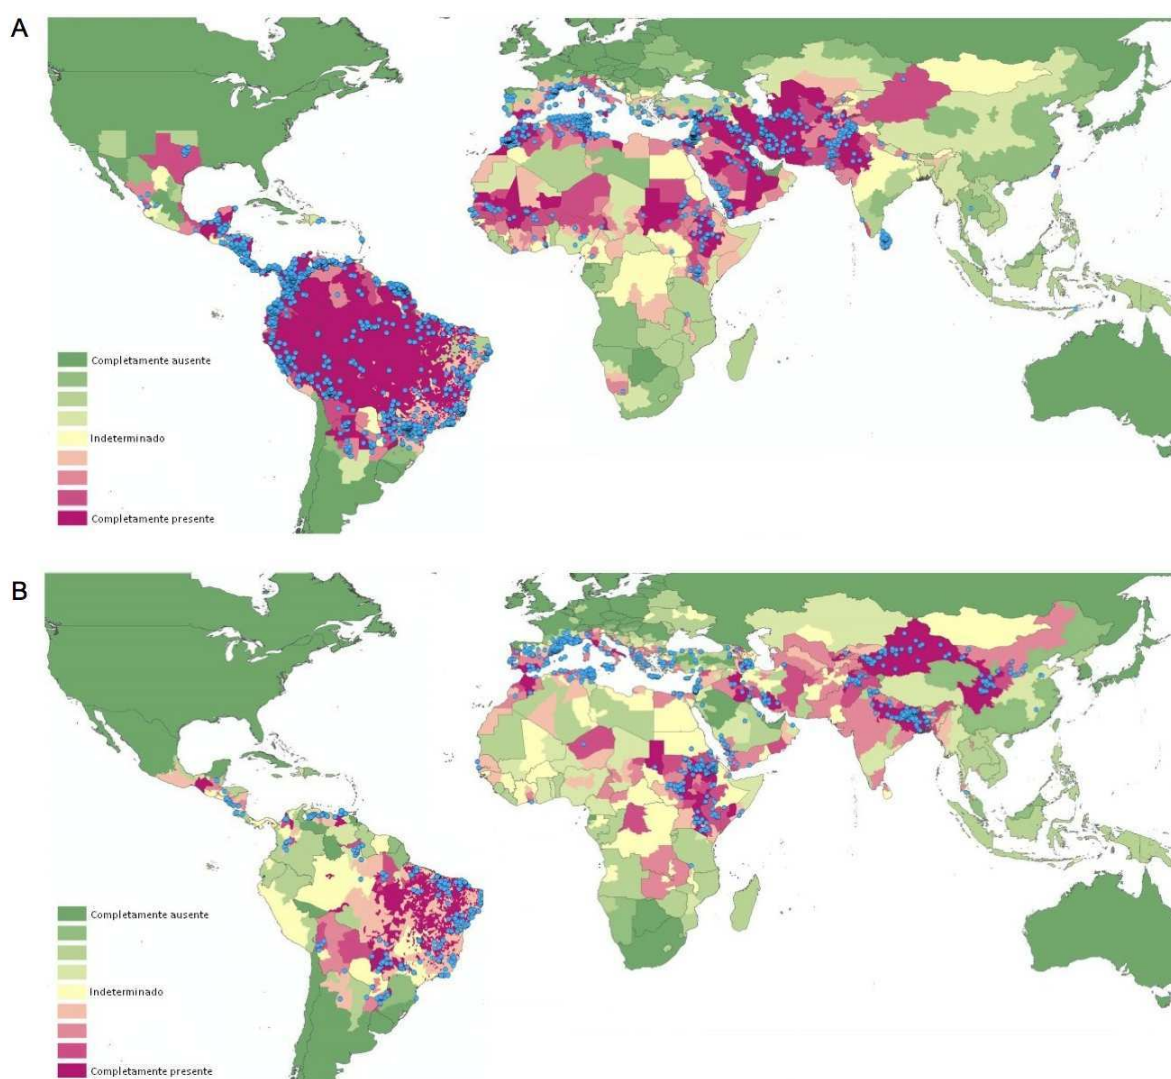 A
Completamente ausente
Indeterminado
Completamente presente
B
Completamente ausente
Indeterminado
Completamente presente